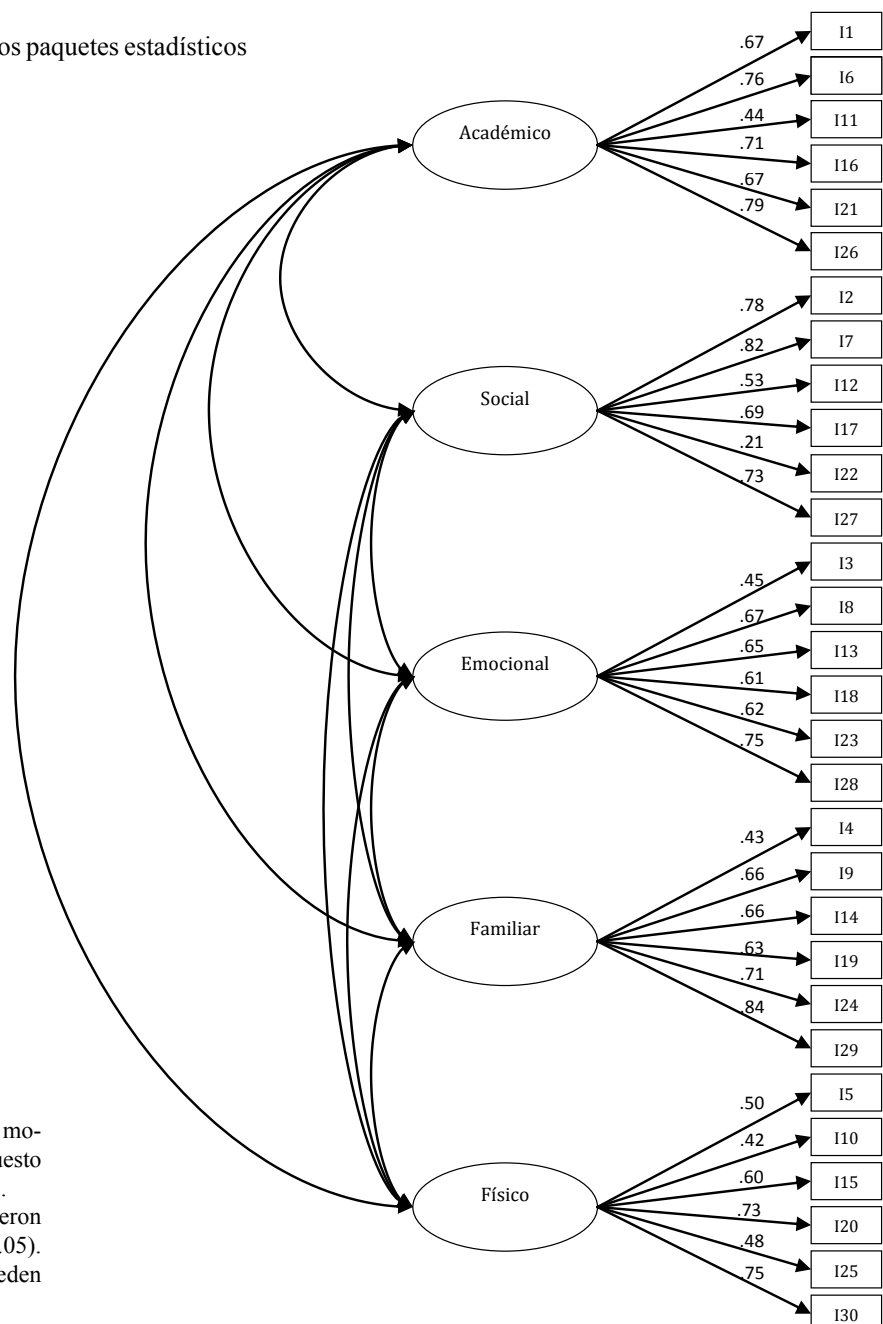 os paquetes estadísticos
Académico
.67
I1
.76
I6
.44
I11
.71
I16
.67
I21
.79
I26
Social
.78
I2
.82
I7
.53
I12
.69
I17
.21
I22
.73
I27
Emocional
.45
I3
.67
I8
.65
I13
.61
I18
.62
I23
.75
I28
Familiar
.43
I4
.66
I9
.66
I14
.63
I19
.71
I24
.84
I29
Físico
.50
I5
.42
I10
.60
I15
.73
I20
.48
I25
.75
I30
mo-
uesto
.
eron
.05).
eden